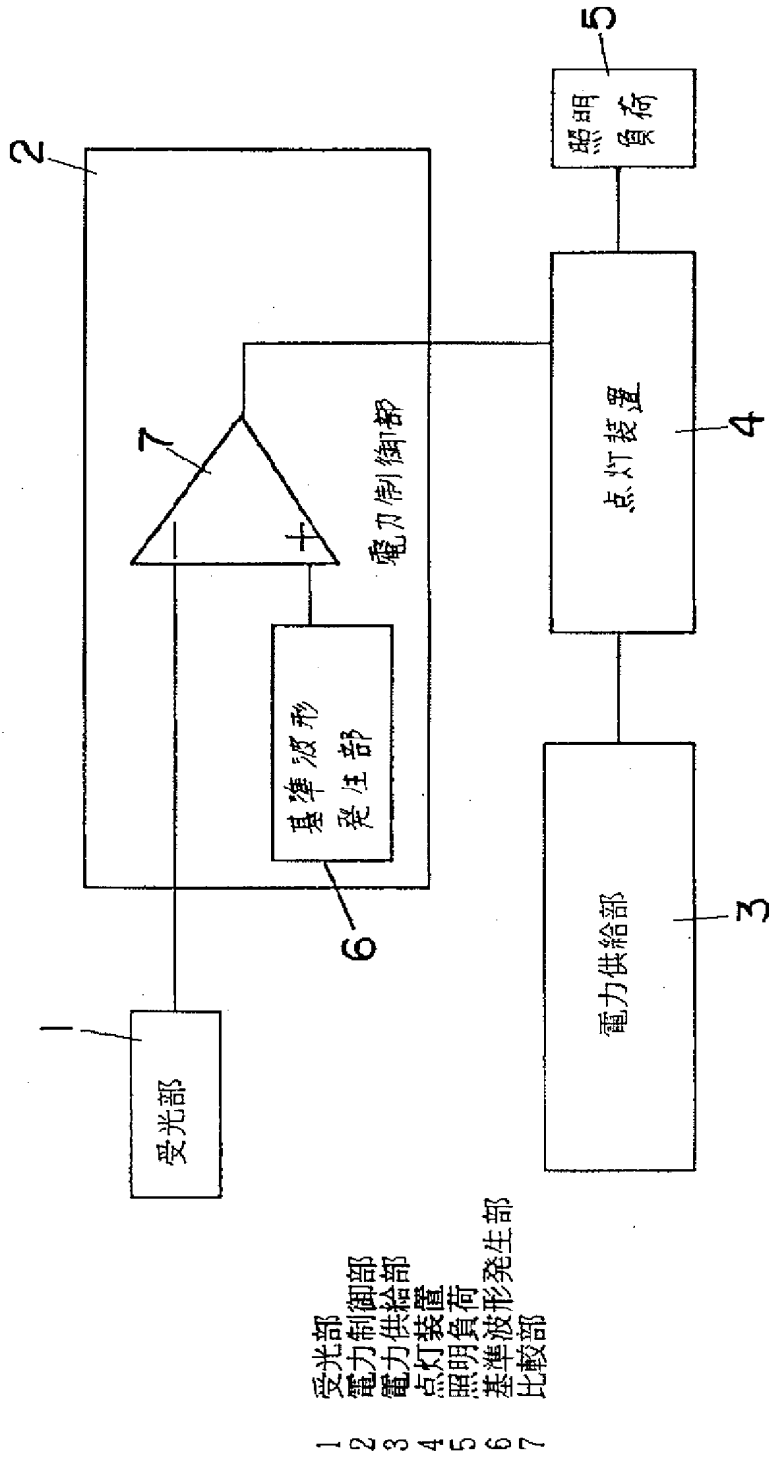 2
7
−
+
電力制御部
基準波形
発生部
6
1
受光部
5
照明
負荷
点灯装置
4
電力供給部
3
1 受光部
2 電力制御部
3 電力供給部
4 点灯装置
5 照明負荷
6 基準波形発生部
7 比較部